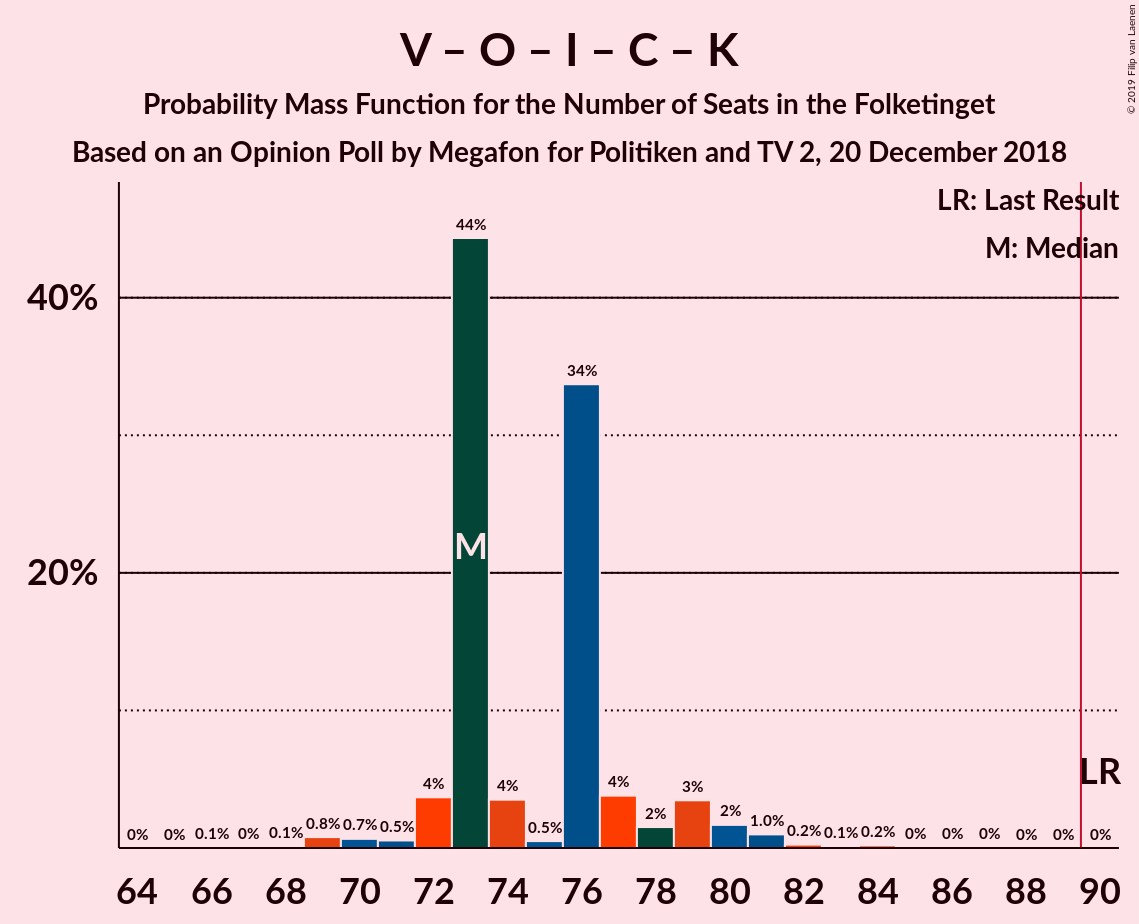 V – O – I – C – K
Probability Mass Function for the Number of Seats in the Folketinget
Based on an Opinion Poll by Megafon for Politiken and TV 2, 20 December 2018
© 2019 Filip van Laenen
LR: Last Result
M: Median
40%
20%
44%
34%
M
LR
0% 0% 0.1% 0% 0.1% 0.8% 0.7% 0.5% 4% 4% 0.5% 4% 2% 3% 2% 1.0% 0.2% 0.1% 0.2% 0% 0% 0% 0% 0% 0%
64 66 68 70 72 74 76 78 80 82 84 86 88 90